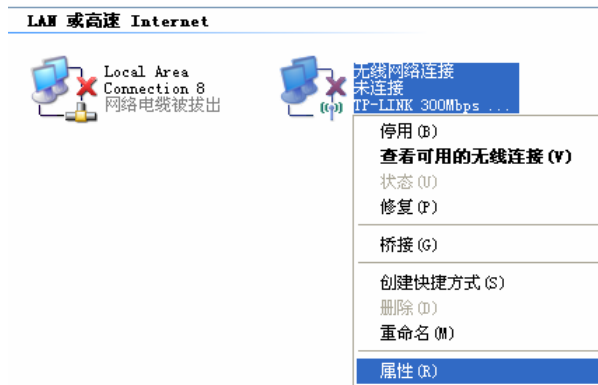 LAN 或高速 Internet
Local Area
Connection 8
网络电缆被拔出
无线网络连接
未连接
TP-LINK 300Mbps ...
停用(B)
查看可用的无线连接(V)
状态(U)
修复(P)
桥接(G)
创建快捷方式(S)
删除(D)
重命名(M)
属性(R)